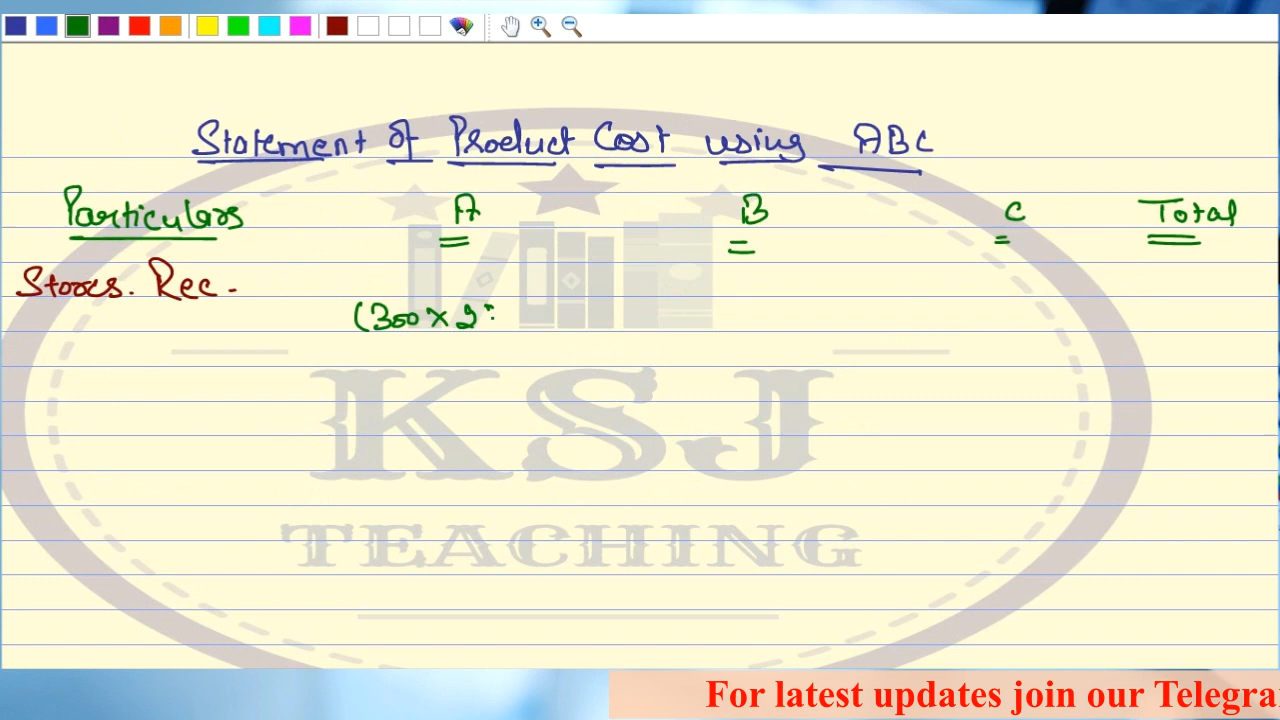 Statement of Product Cost using ABC
Particulars A B C Total
Stores. Rec.
(300 × 2
KSJ
TEACHING
For latest updates join our Telegra